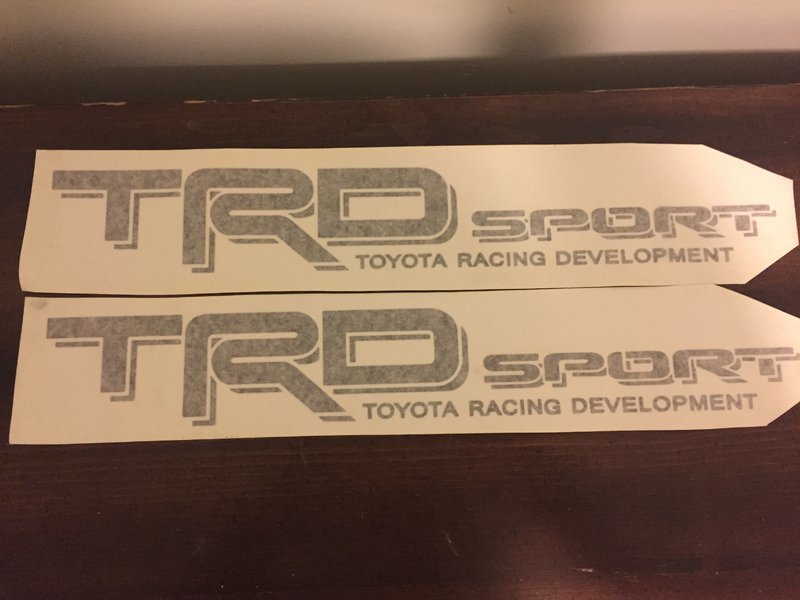 TRD SPORT
TOYOTA RACING DEVELOPMENT
TRD SPORT
TOYOTA RACING DEVELOPMENT